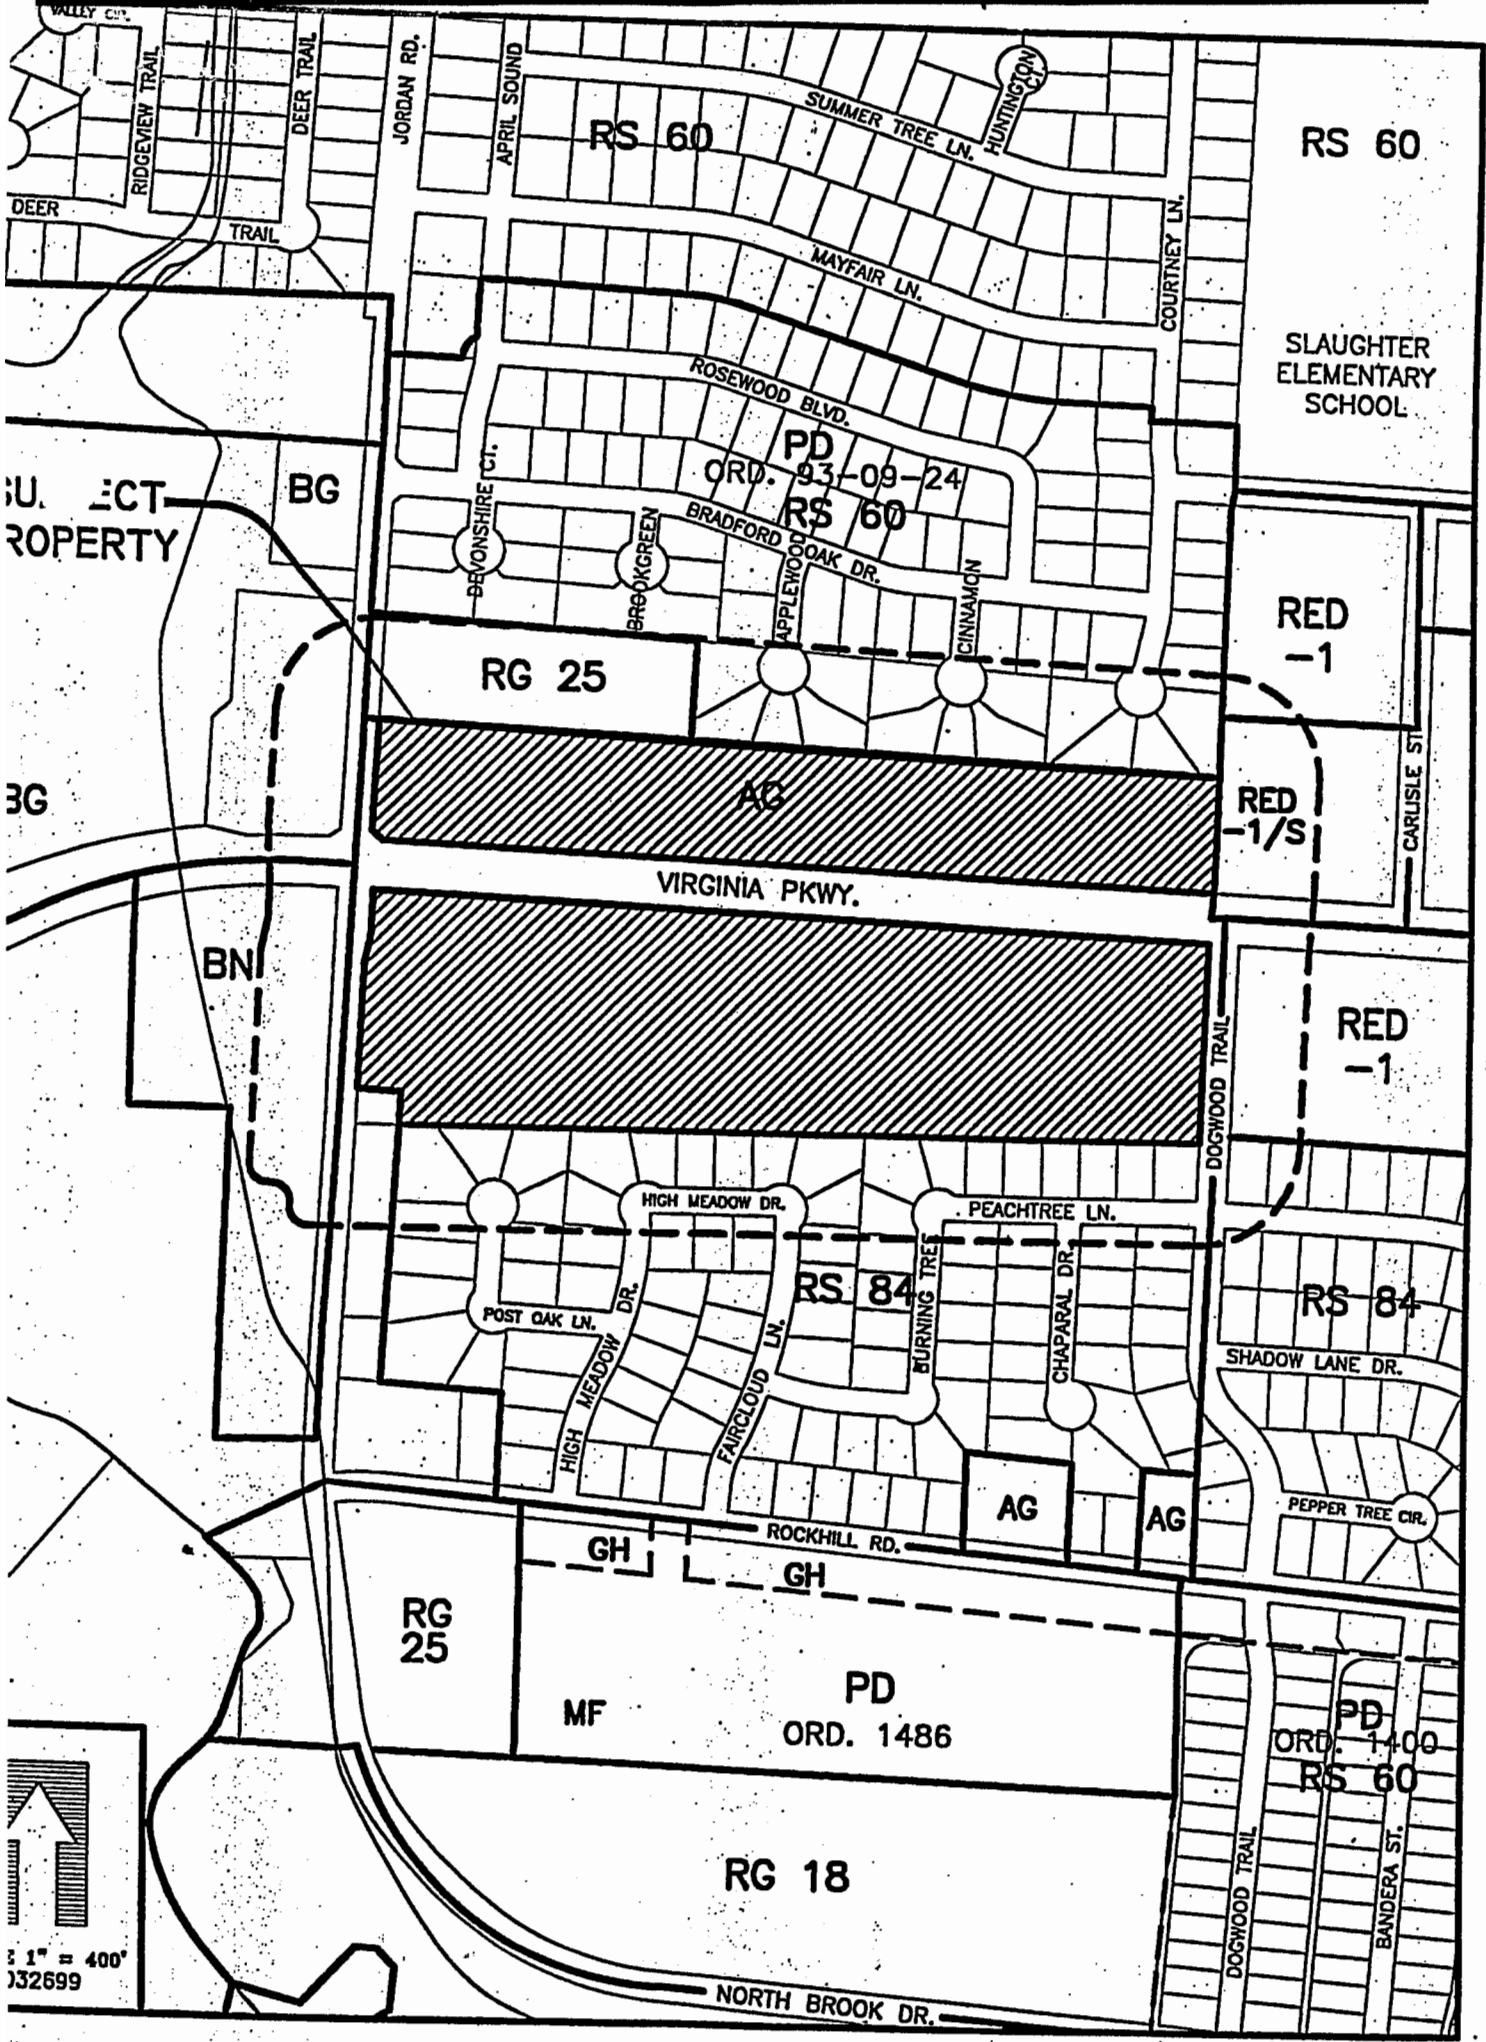 VALLEY CIR.
RIDGEVIEW TRAIL
DEER TRAIL
JORDAN RD.
APRIL SOUND
RS 60
SUMMER TREE LN.
HUNTINGTON CT.
RS 60
DEER
TRAIL
MAYFAIR LN.
COURTNEY LN.
SLAUGHTER
ELEMENTARY
SCHOOL
ROSEWOOD BLVD.
PD
ORD. 93-09-24
RS 60
BG
SU ECT
ROPERTY
DEVONSHIRE CT.
BROOKGREEN
BRADFORD OAK DR.
APPLEWOOD
CINNAMON
RED
-1
RG 25
BG
AG
RED
-1/S
CARLISLE ST
VIRGINIA PKWY.
BN
RED
-1
DOGWOOD TRAIL
HIGH MEADOW DR.
PEACHTREE LN.
RS 84
RS 84
POST OAK LN.
HIGH MEADOW DR.
FAIRCLOUD LN.
BURNING TREE
CHAPARAL DR.
SHADOW LANE DR.
AG
AG
PEPPER TREE CIR.
ROCKHILL RD.
GH
GH
RG
25
MF
PD
ORD. 1486
PD
ORD. 1400
RS 60
RG 18
DOGWOOD TRAIL
BANDERA ST.
E 1" = 400'
032699
NORTH BROOK DR.